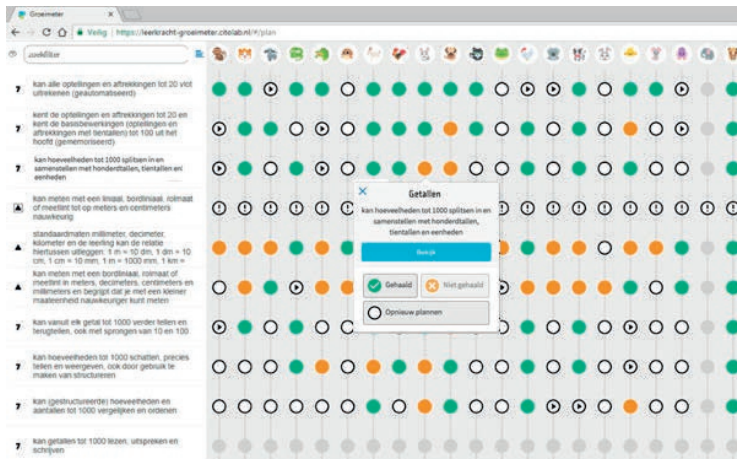 Groeimeter
Veilig
https://leerkracht-groeimeter.citolab.nl/#/plan
zoekfilter
kan alle optellingen en aftrekkingen tot 20 vlot
uitrekenen (geautomatiseerd)
kent de optellingen en aftrekkingen tot 20 en
kent de basisbewerkingen (optellingen en
aftrekkingen met tientallen) tot 100 uit het
hoofd (gememoriseerd)
kan hoeveelheden tot 1000 splitsen in en
samenstellen met honderdtallen, tientallen en
eenheden
kan meten met een liniaal, bordliniaal, rolmaat
of meetlint tot op meters en centimeters
nauwkeurig
standaardmaten millimeter, decimeter,
kilometer en de leerling kan de relatie
hiertussen uitleggen. 1 m = 10 dm, 1 dm = 10
cm, 1 cm = 10 mm, 1 m = 1000 mm, 1 km =
kan meten met een bordliniaal, rolmaat of
meetlint in meters, decimeters, centimeters en
millimeters en begrijpt dat je met een kleiner
maateenheid nauwkeuriger kunt meten
kan vanuit elk getal tot 1000 verder tellen en
terugtellen, ook met sprongen van 10 en 100
kan hoeveelheden tot 1000 schatten, precies
tellen en weergeven, ook door gebruik te
maken van structureren
kan (gestructureerde) hoeveelheden en
aantallen tot 1000 vergelijken en ordenen
kan getallen tot 1000 lezen, uitspreken en
schrijven
Getallen
kan hoeveelheden tot 1000 splitsen in en
samenstellen met honderdtallen,
tientallen en eenheden
Bekijk
Gehaald
Niet gehaald
Opnieuw plannen